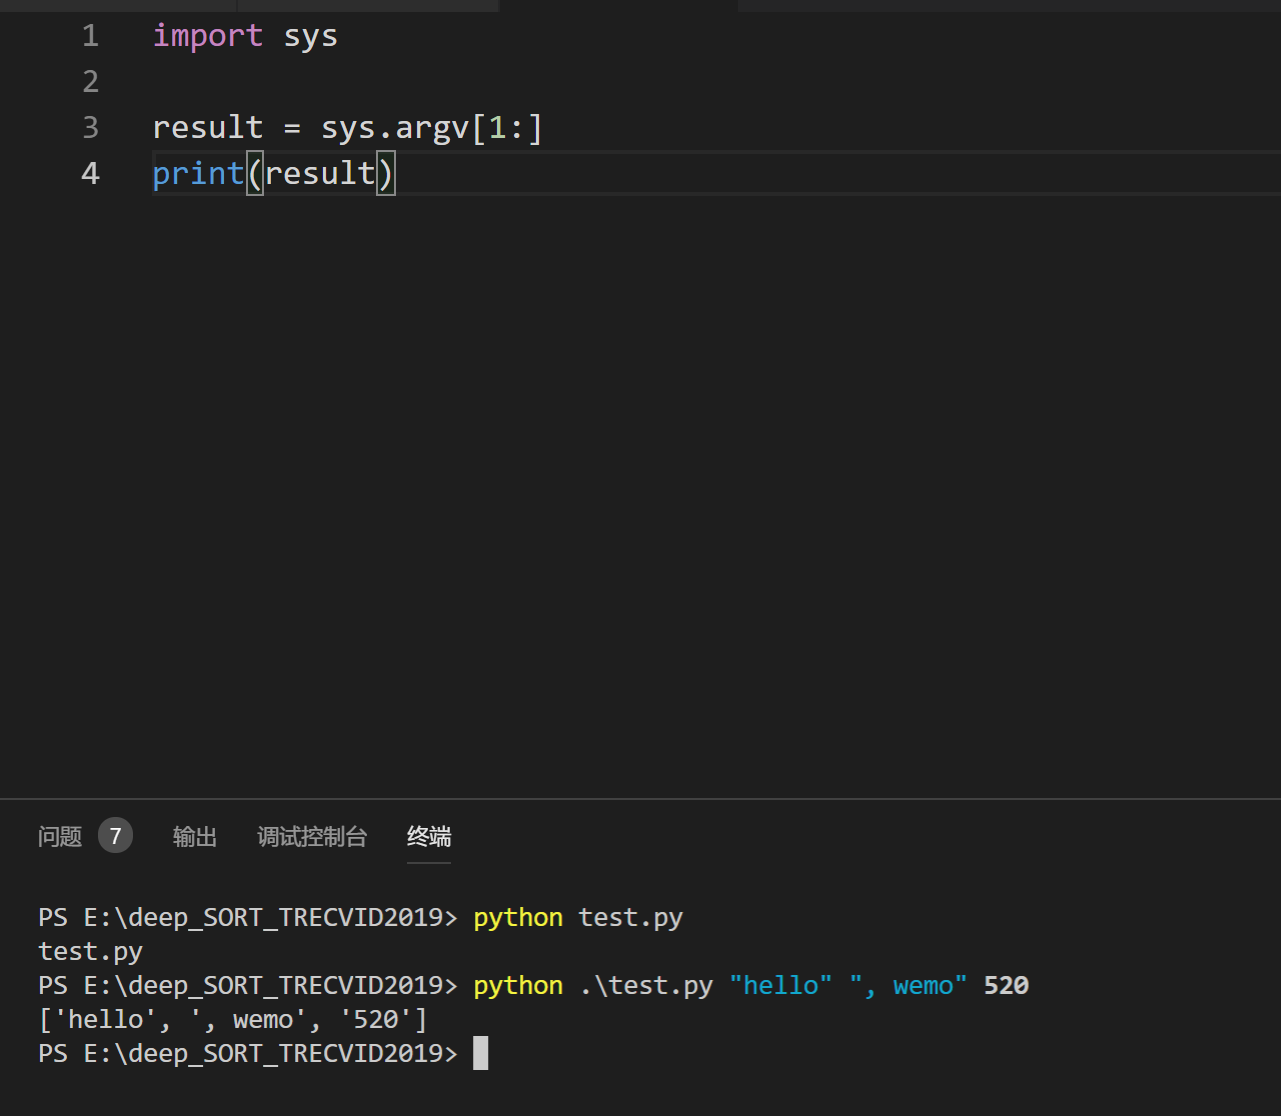 1 import sys
2
3 result = sys.argv[1:]
4 print(result)
问题 7 输出 调试控制台 终端
PS E:\deep_SORT_TRECVID2019> python test.py
test.py
PS E:\deep_SORT_TRECVID2019> python .\test.py "hello" ", wemo" 520
['hello', ', wemo', '520']
PS E:\deep_SORT_TRECVID2019>